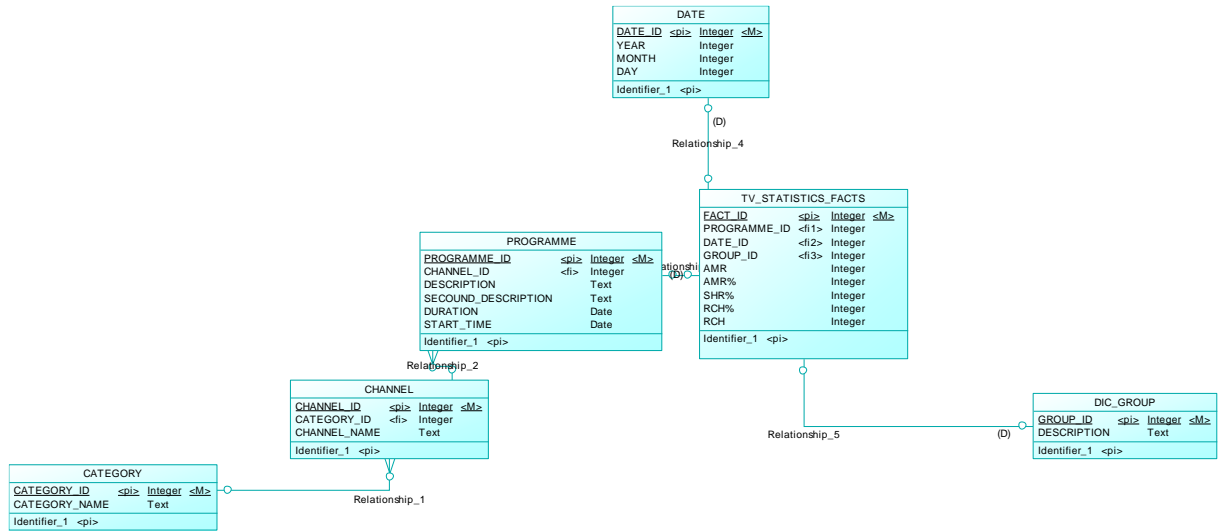 DATE
DATE_ID <pi> Integer <M>
YEAR Integer
MONTH Integer
DAY Integer
Identifier_1 <pi>
(D)
Relationship_4
TV_STATISTICS_FACTS
FACT_ID <pi> Integer <M>
PROGRAMME_ID <fi1> Integer
DATE_ID <fi2> Integer
GROUP_ID <fi3> Integer
AMR Integer
AMR% Integer
SHR% Integer
RCH% Integer
RCH Integer
Identifier_1 <pi>
PROGRAMME
PROGRAMME_ID <pi> Integer <M>
CHANNEL_ID <fi> Integer
DESCRIPTION Text
SECOUND_DESCRIPTION Text
DURATION Date
START_TIME Date
Identifier_1 <pi>
ationshi
(D)
Relationship_2
CHANNEL
CHANNEL_ID <pi> Integer <M>
CATEGORY_ID <fi> Integer
CHANNEL_NAME Text
Identifier_1 <pi>
DIC_GROUP
GROUP_ID <pi> Integer <M>
DESCRIPTION Text
Identifier_1 <pi>
Relationship_5 (D)
CATEGORY
CATEGORY_ID <pi> Integer <M>
CATEGORY_NAME Text
Identifier_1 <pi>
Relationship_1